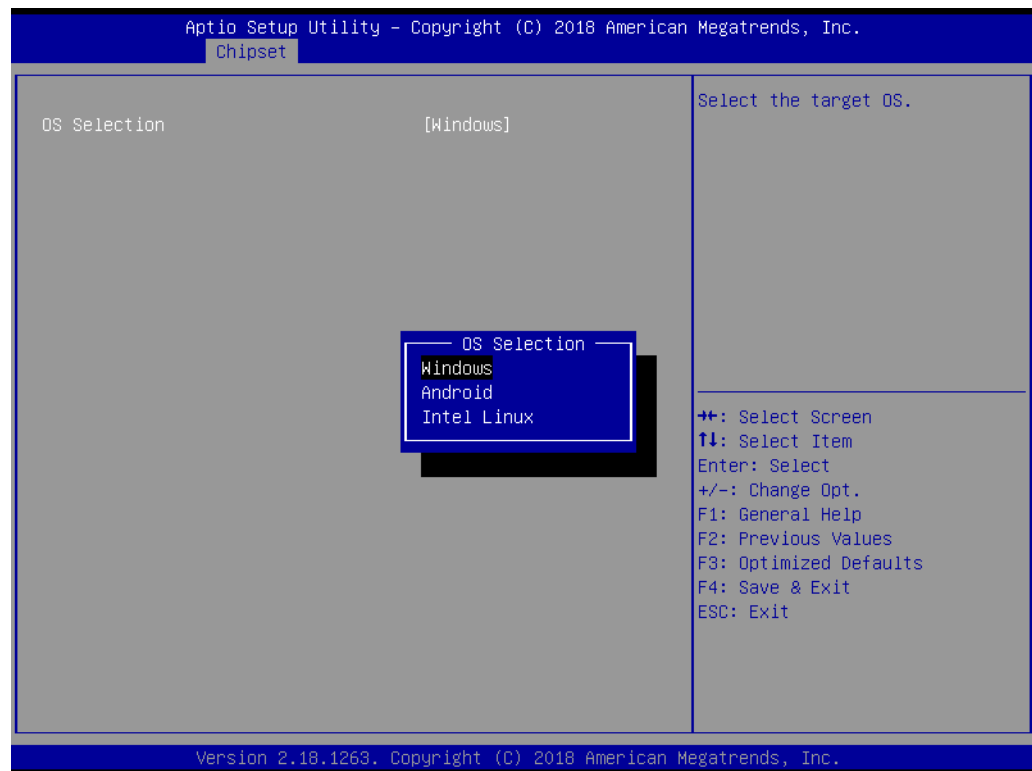 Aptio Setup Utility – Copyright (C) 2018 American Megatrends, Inc.
Chipset
OS Selection [Windows]
Select the target OS.
OS Selection
Windows
Android
Intel Linux
→←: Select Screen
↑↓: Select Item
Enter: Select
+/-: Change Opt.
F1: General Help
F2: Previous Values
F3: Optimized Defaults
F4: Save & Exit
ESC: Exit
Version 2.18.1263. Copyright (C) 2018 American Megatrends, Inc.